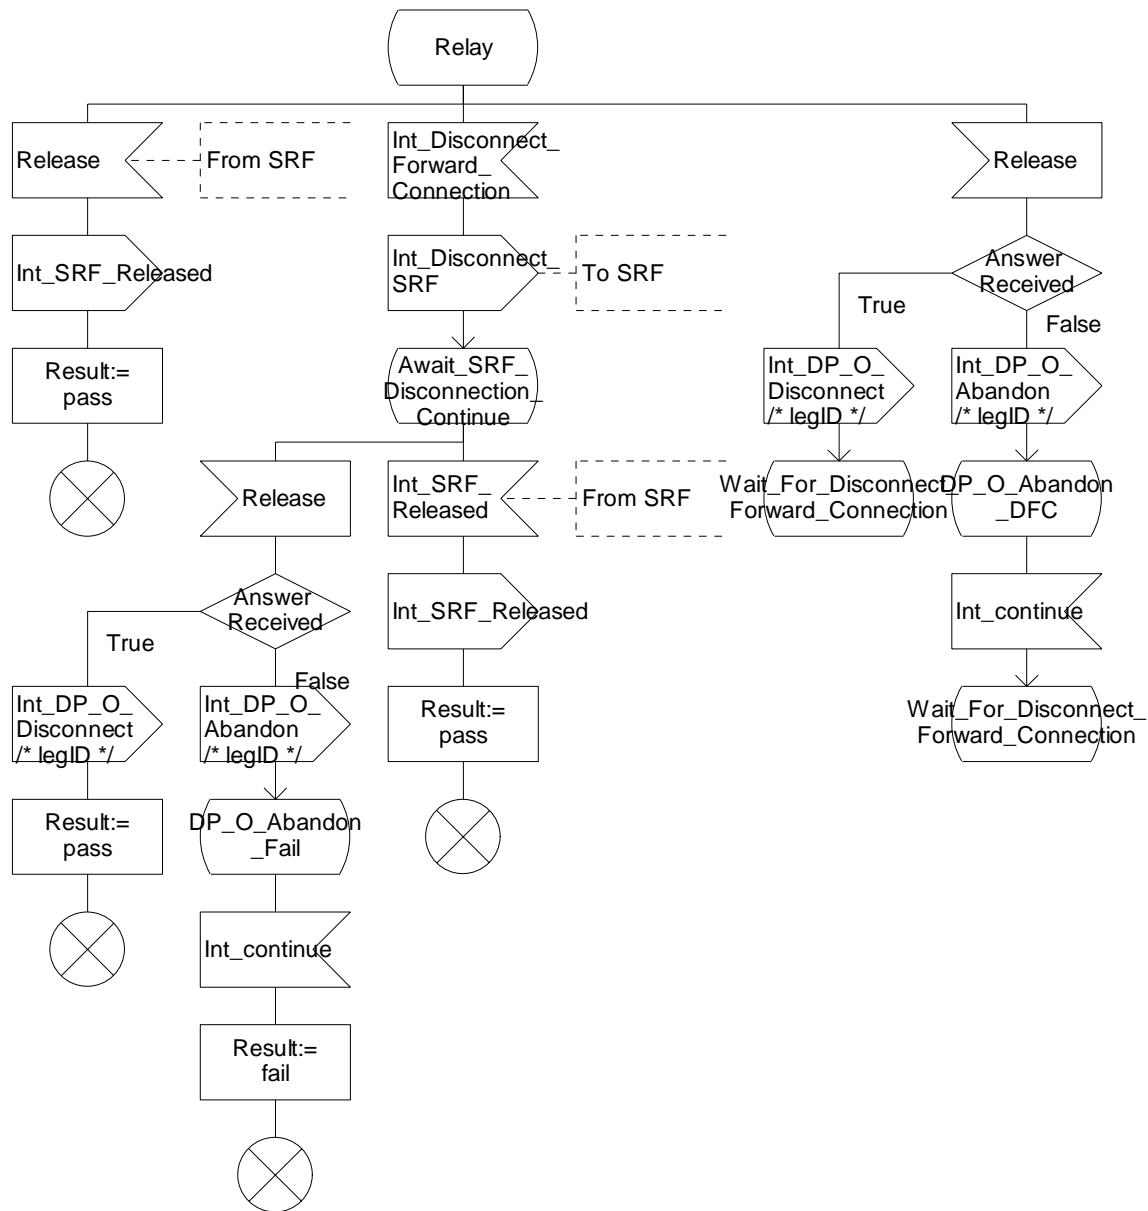 Relay
Release
From SRF
Int_Disconnect_
Forward_
Connection
Release
Int_SRF_Released
Int_Disconnect_
SRF
To SRF
Answer
Received
True
False
Result:=
pass
Await_SRF_
Disconnection_
Continue
Int_DP_O_
Disconnect
/* legID */
Int_DP_O_
Abandon
/* legID */
Release
Int_SRF_
Released
From SRF
Wait_For_Disconnect_
Forward_Connection
DP_O_Abandon
_DFC
Answer
Received
True
False
Int_SRF_Released
Int_continue
Int_DP_O_
Disconnect
/* legID */
Int_DP_O_
Abandon
/* legID */
Result:=
pass
Wait_For_Disconnect_
Forward_Connection
Result:=
pass
DP_O_Abandon
_Fail
Int_continue
Result:=
fail